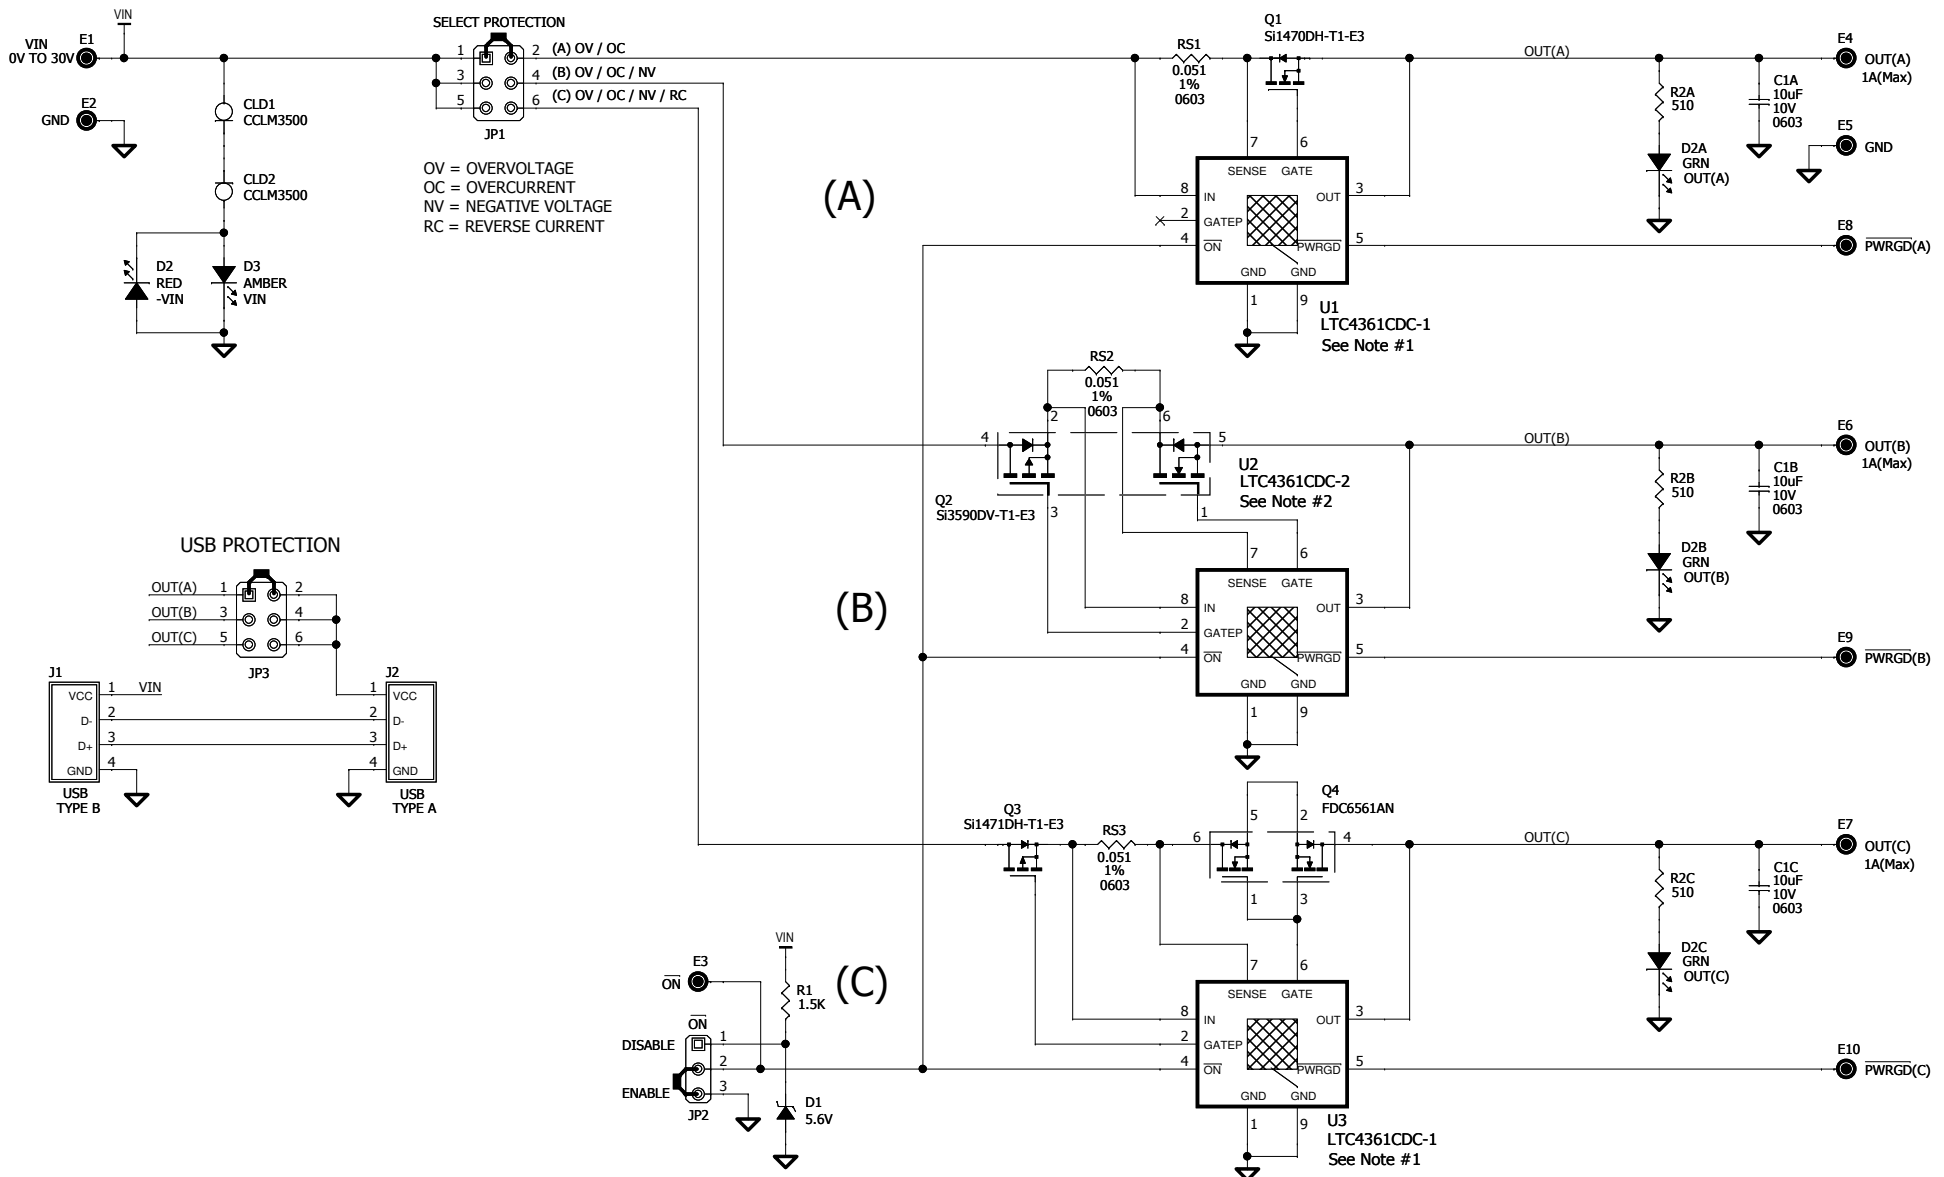 VIN
VIN
0V TO 30V
E1
E2
GND
CLD1
CCLM3500
CLD2
CCLM3500
D2
RED
-VIN
D3
AMBER
VIN
SELECT PROTECTION
1
2
(A) OV / OC
3
4
(B) OV / OC / NV
5
6
(C) OV / OC / NV / RC
JP1
OV = OVERVOLTAGE
OC = OVERCURRENT
NV = NEGATIVE VOLTAGE
RC = REVERSE CURRENT
(A)
RS1
0.051
1%
0603
Q1
Si1470DH-T1-E3
7
6
SENSE
GATE
8
IN
OUT
3
2
GATEP
4
ON
PWRGD
5
GND
GND
1
9
U1
LTC4361CDC-1
See Note #1
OUT(A)
R2A
510
D2A
GRN
OUT(A)
C1A
10uF
10V
0603
E4
OUT(A)
1A(Max)
E5
GND
E8
PWRGD(A)
(B)
RS2
0.051
1%
0603
2
6
4
5
Q2
Si3590DV-T1-E3
3
1
U2
LTC4361CDC-2
See Note #2
7
6
SENSE
GATE
8
IN
OUT
3
2
GATEP
4
ON
PWRGD
5
GND
GND
1
9
OUT(B)
R2B
510
D2B
GRN
OUT(B)
C1B
10uF
10V
0603
E6
OUT(B)
1A(Max)
E9
PWRGD(B)
USB PROTECTION
OUT(A)
1
2
OUT(B)
3
4
OUT(C)
5
6
JP3
J1
VCC
1
VIN
D-
2
D+
3
GND
4
USB
TYPE B
J2
1
VCC
2
D-
3
D+
4
GND
USB
TYPE A
(C)
Q3
Si1471DH-T1-E3
RS3
0.051
1%
0603
Q4
FDC6561AN
5
2
6
4
1
3
7
6
SENSE
GATE
8
IN
OUT
3
2
GATEP
4
ON
PWRGD
5
GND
GND
1
9
U3
LTC4361CDC-1
See Note #1
OUT(C)
R2C
510
D2C
GRN
OUT(C)
C1C
10uF
10V
0603
E7
OUT(C)
1A(Max)
E10
PWRGD(C)
E3
ON
VIN
R1
1.5K
ON
DISABLE
1
2
ENABLE
3
JP2
D1
5.6V